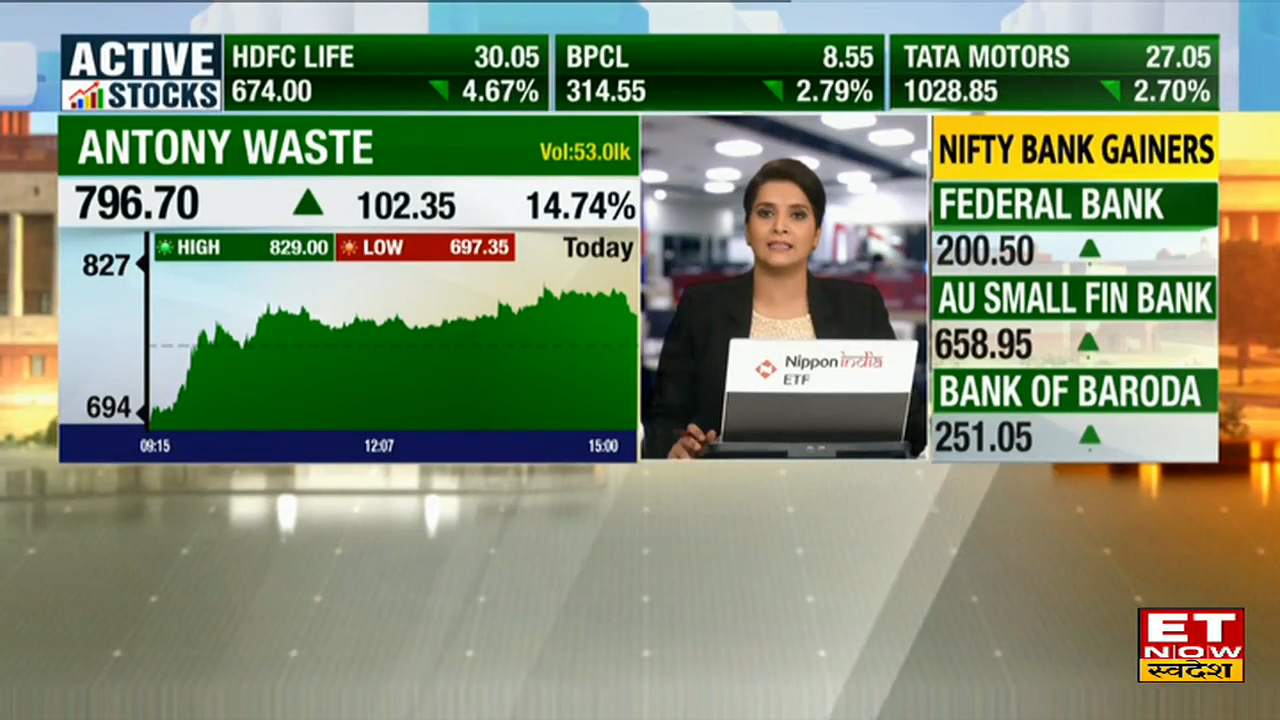 ACTIVE
STOCKS
HDFC LIFE 30.05
674.00 4.67%
BPCL 8.55
314.55 2.79%
TATA MOTORS 27.05
1028.85 2.70%
ANTONY WASTE Vol:53.0lk
796.70 102.35 14.74%
HIGH 829.00 LOW 697.35 Today
827
694
09:15 12:07 15:00
Nippon india
ETF
NIFTY BANK GAINERS
FEDERAL BANK
200.50
AU SMALL FIN BANK
658.95
BANK OF BARODA
251.05
ET
NOW
स्वदेश